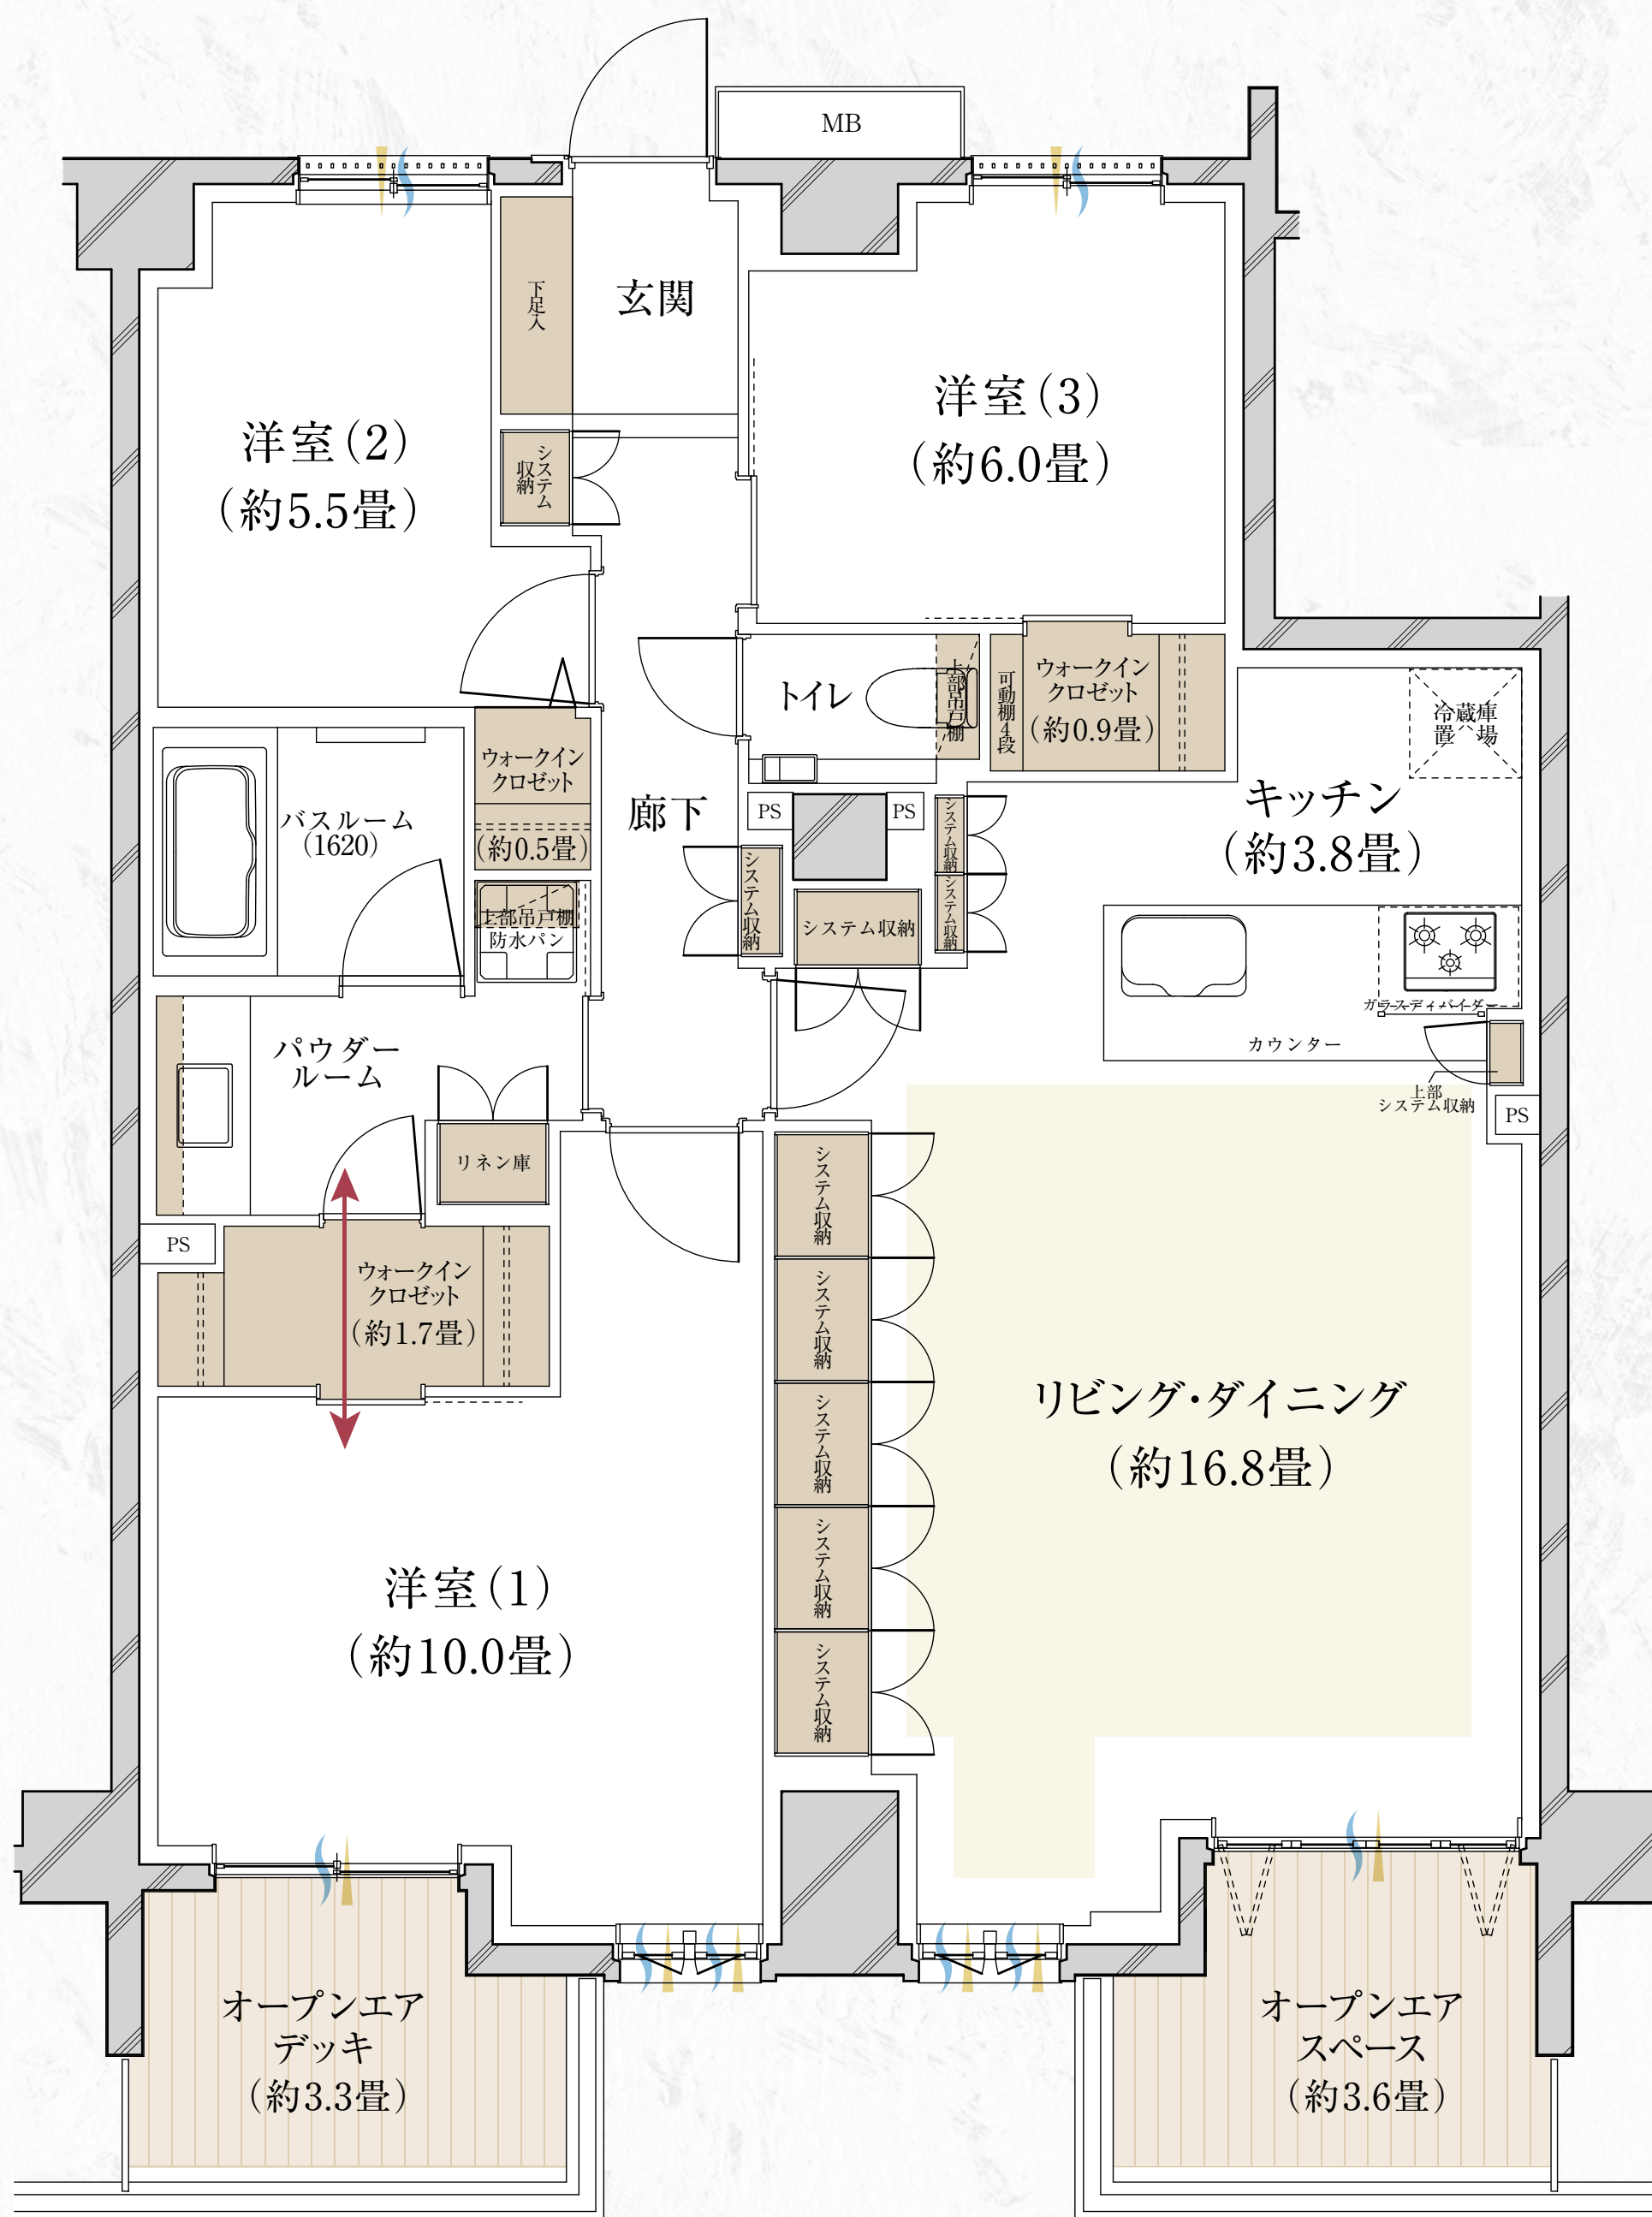 MB
下足入
玄関
洋室(3)
(約6.0畳)
洋室(2)
(約5.5畳)
システム
収納
トイレ
上部吊戸棚
可動棚4段
ウォークイン
クロゼット
(約0.9畳)
冷蔵庫
置場
ウォークイン
クロゼット
(約0.5畳)
バスルーム
(1620)
廊下
PS
PS
キッチン
(約3.8畳)
システム収納
システム収納
システム収納
システム収納
上部吊戸棚
防水パン
ガラスディバイダー
カウンター
上部
システム収納
PS
パウダー
ルーム
リネン庫
PS
ウォークイン
クロゼット
(約1.7畳)
システム収納
システム収納
システム収納
システム収納
システム収納
リビング・ダイニング
(約16.8畳)
洋室(1)
(約10.0畳)
オープンエア
デッキ
(約3.3畳)
オープンエア
スペース
(約3.6畳)